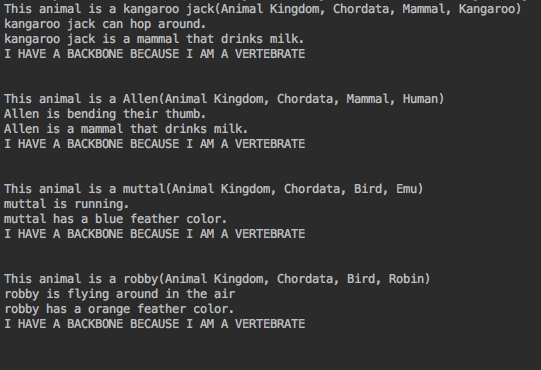 This animal is a kangaroo jack(Animal Kingdom, Chordata, Mammal, Kangaroo)
kangaroo jack can hop around.
kangaroo jack is a mammal that drinks milk.
I HAVE A BACKBONE BECAUSE I AM A VERTEBRATE
This animal is a Allen(Animal Kingdom, Chordata, Mammal, Human)
Allen is bending their thumb.
Allen is a mammal that drinks milk.
I HAVE A BACKBONE BECAUSE I AM A VERTEBRATE
This animal is a muttal(Animal Kingdom, Chordata, Bird, Emu)
muttal is running.
muttal has a blue feather color.
I HAVE A BACKBONE BECAUSE I AM A VERTEBRATE
This animal is a robby(Animal Kingdom, Chordata, Bird, Robin)
robby is flying around in the air
robby has a orange feather color.
I HAVE A BACKBONE BECAUSE I AM A VERTEBRATE